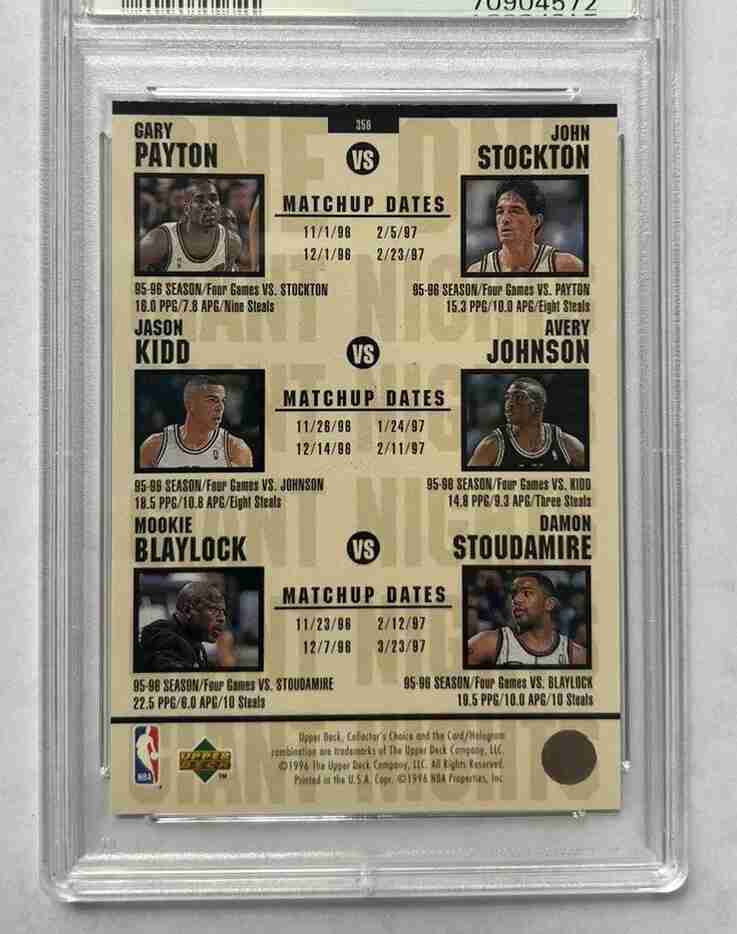 70904572
358
GARY
PAYTON
VS
JOHN
STOCKTON
MATCHUP DATES
11/1/96 2/5/97
12/1/96 2/23/97
95-96 SEASON/Four Games VS. STOCKTON
16.0 PPG/7.8 APG/Nine Steals
95-96 SEASON/Four Games VS. PAYTON
15.3 PPG/10.0 APG/Eight Steals
JASON
KIDD
VS
AVERY
JOHNSON
MATCHUP DATES
11/26/96 1/24/97
12/14/96 2/11/97
95-96 SEASON/Four Games VS. JOHNSON
18.5 PPG/10.8 APG/Eight Steals
95-96 SEASON/Four Games VS. KIDD
14.8 PPG/9.3 APG/Three Steals
MOOKIE
BLAYLOCK
VS
DAMON
STOUDAMIRE
MATCHUP DATES
11/23/96 2/12/97
12/7/96 3/23/97
95-96 SEASON/Four Games VS. STOUDAMIRE
22.5 PPG/6.0 APG/10 Steals
95-96 SEASON/Four Games VS. BLAYLOCK
19.5 PPG/10.0 APG/10 Steals
NBA
UPPER
DECK
TM
Upper Deck, Collector's Choice and the Card/Hologram
combination are trademarks of The Upper Deck Company, LLC.
©1996 The Upper Deck Company, LLC. All Rights Reserved.
Printed in the U.S.A. Copr. ©1996 NBA Properties, Inc.